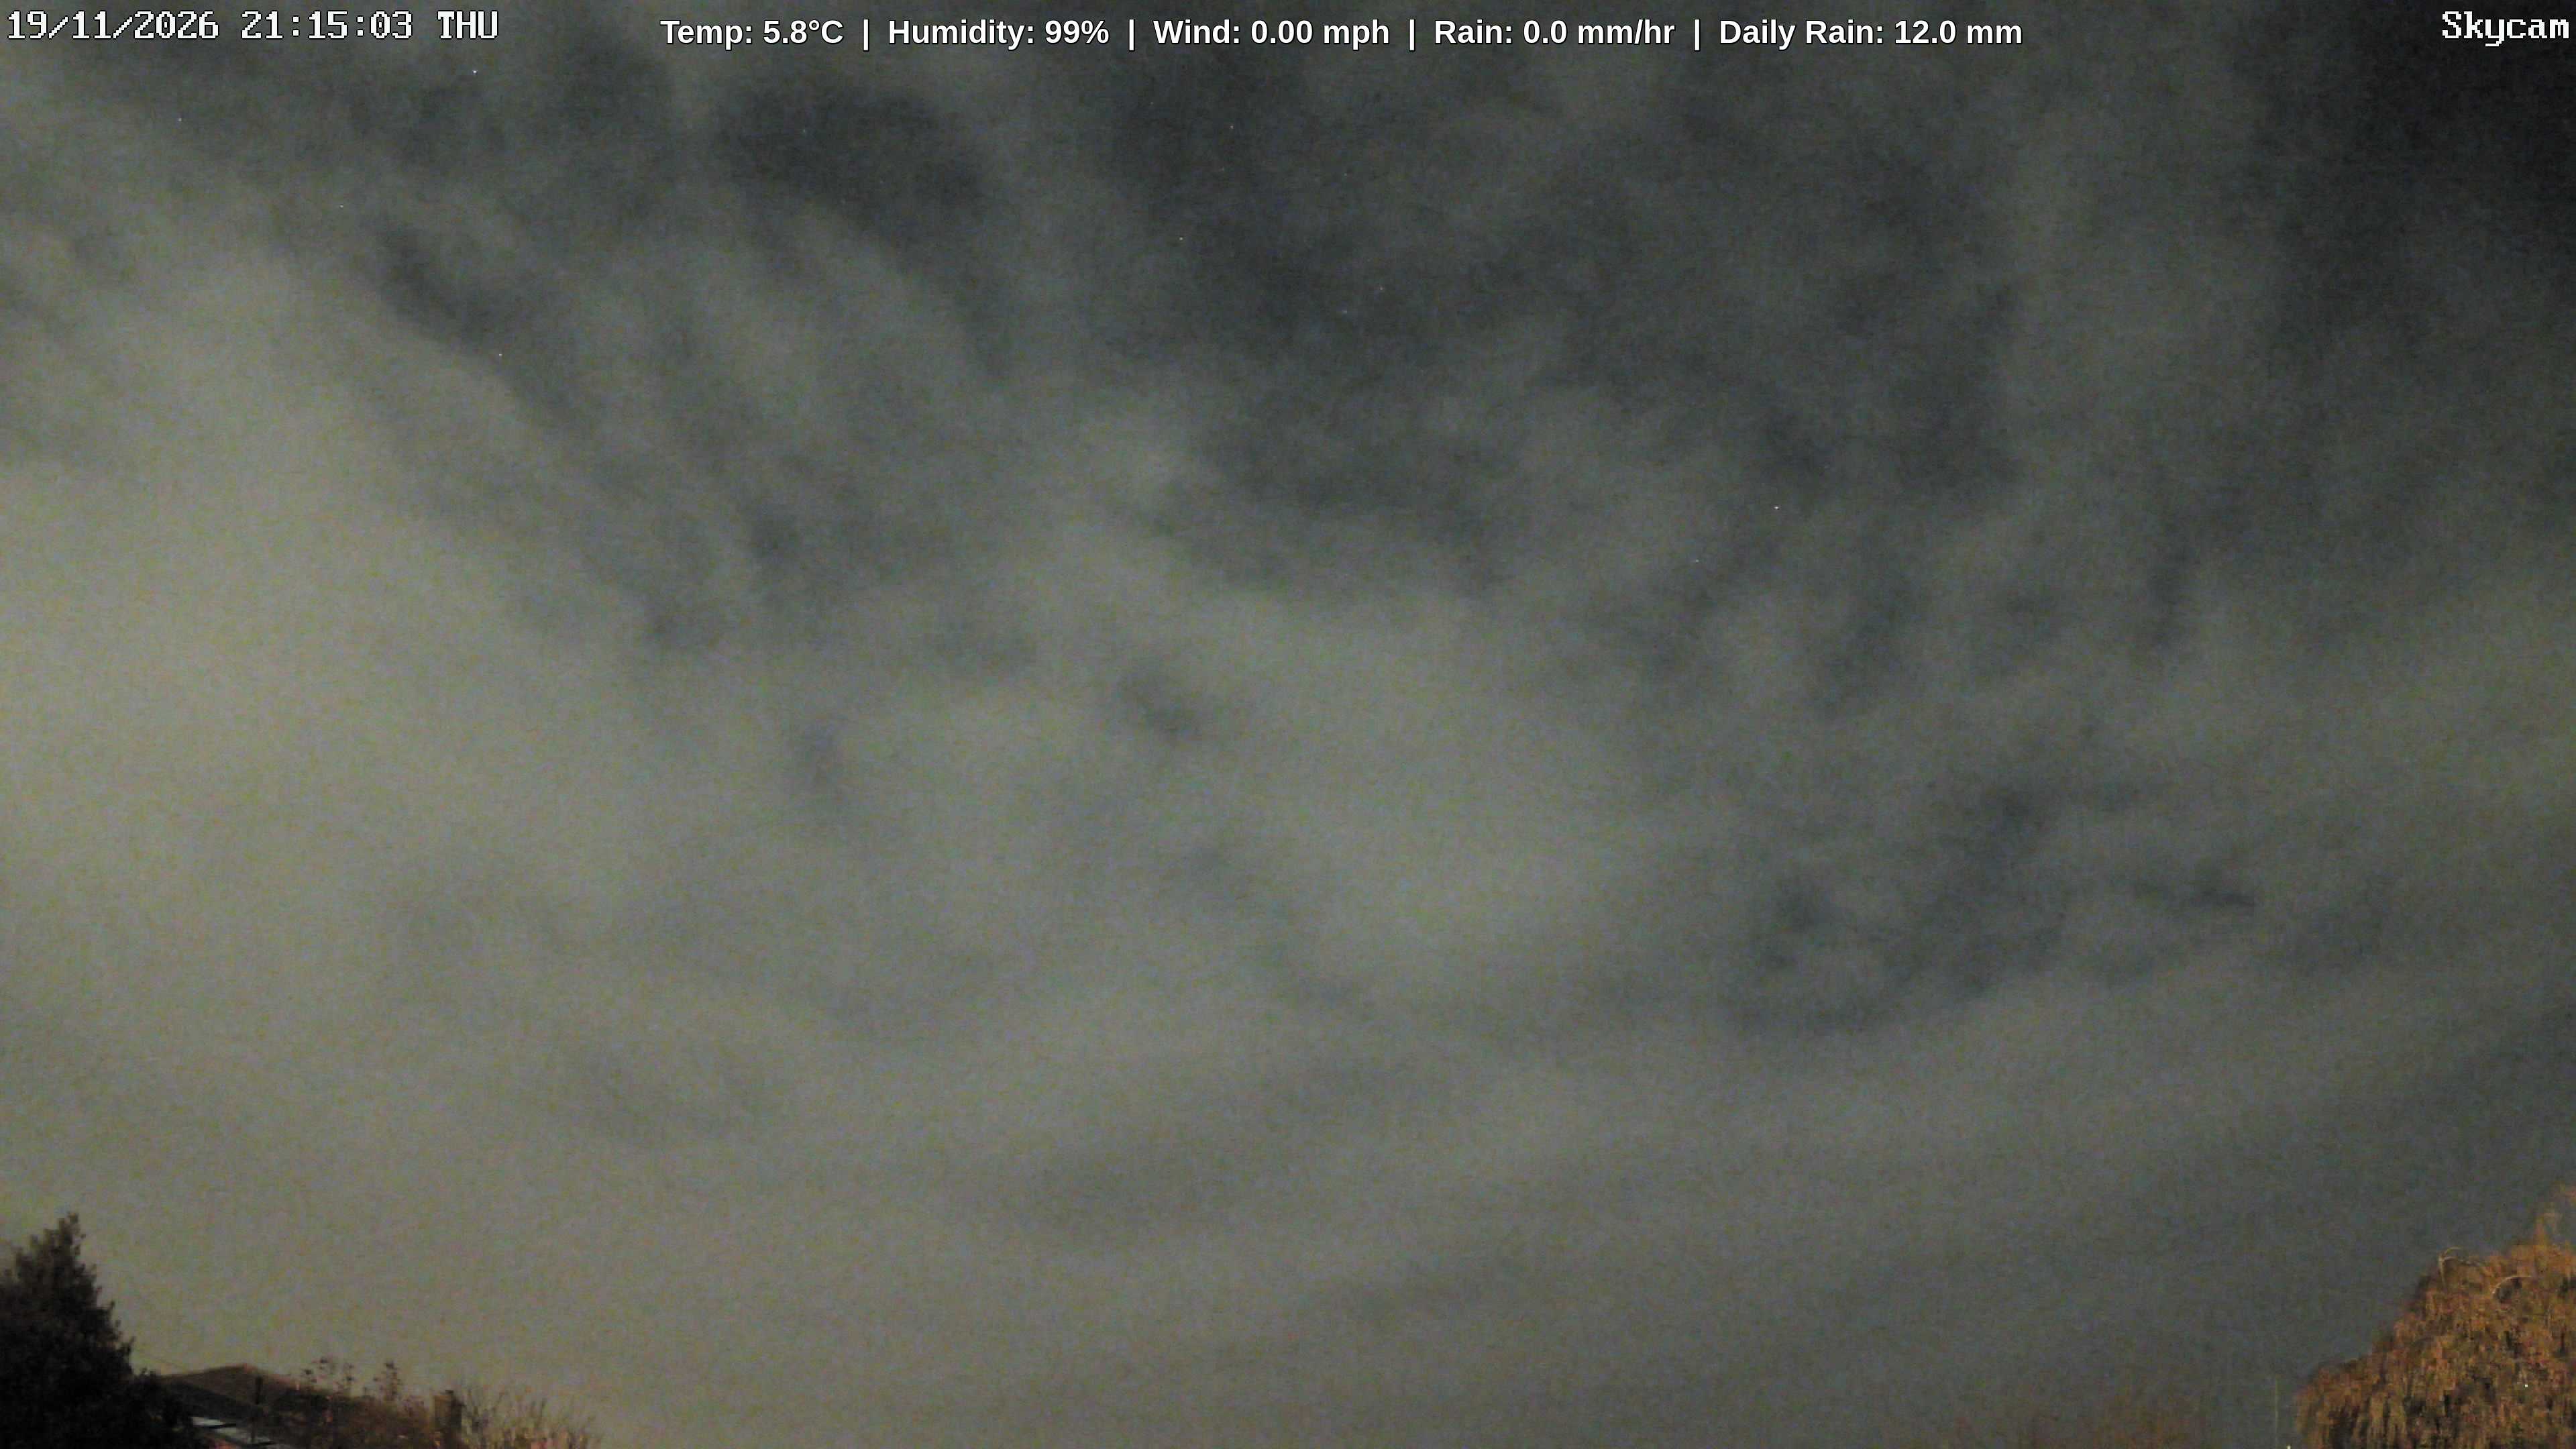 19/11/2026 21:15:03 THU
Temp: 5.8°C | Humidity: 99% | Wind: 0.00 mph | Rain: 0.0 mm/hr | Daily Rain: 12.0 mm
Skycam